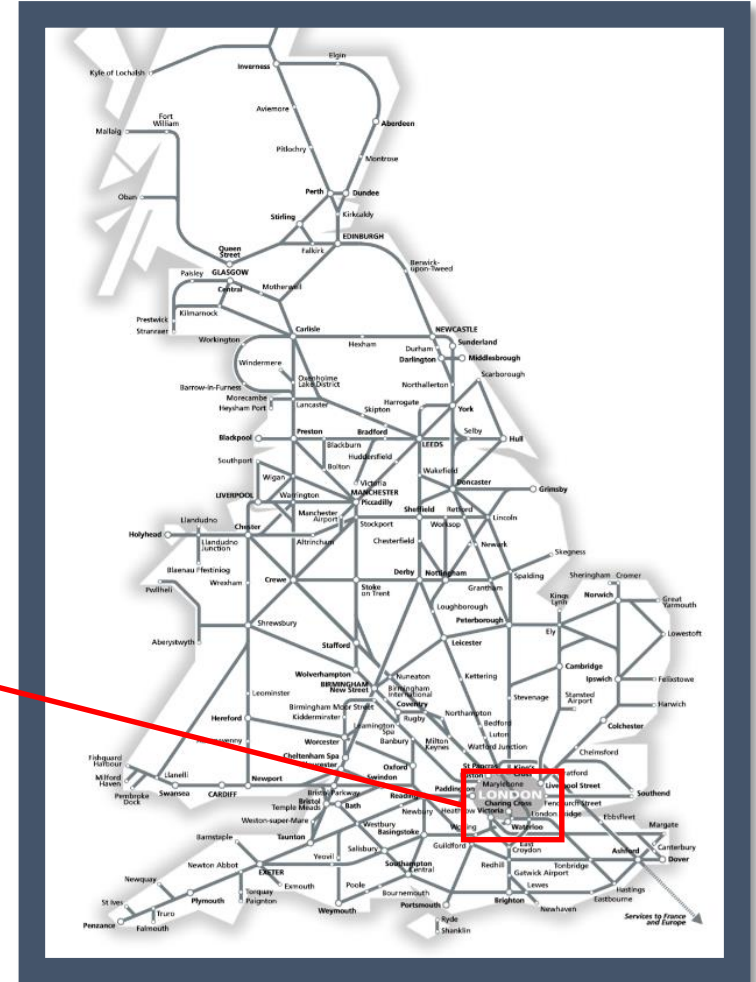 Elgin
Inverness
Kyle of Lochalsh
Aviemore
Fort
William
Aberdeen
Mallaig
Pitlochry
Montrose
Perth
Dundee
Oban
Stirling
Kirkcaldy
EDINBURGH
Queen
Street
Falkirk
Berwick-
upon-Tweed
Paisley
GLASGOW
Central
Motherwell
Prestwick
Kilmarnock
Stranraer
Carlisle
NEWCASTLE
Workington
Hexham
Sunderland
Durham
Darlington
Middlesbrough
Windermere
Scarborough
Oxenholme
Lake District
Barrow-in-Furness
Northallerton
Morecambe
Heysham Port
Lancaster
Harrogate
York
Skipton
Blackpool
Preston
Bradford
Selby
Hull
Blackburn
LEEDS
Southport
Bolton
Huddersfield
Wakefield
Wigan
Victoria
Doncaster
LIVERPOOL
Warrington
MANCHESTER
Piccadilly
Grimsby
Llandudno
Manchester
Airport
Sheffield
Retford
Lincoln
Chester
Stockport
Worksop
Holyhead
Llandudno
Junction
Altrincham
Chesterfield
Newark
Skegness
Blaenau Ffestiniog
Derby
Nottingham
Wrexham
Crewe
Stoke
on Trent
Grantham
Spalding
Sheringham
Cromer
Pwllheli
Kings
Lynn
Norwich
Great
Yarmouth
Loughborough
Shrewsbury
Peterborough
Ely
Lowestoft
Aberystwyth
Stafford
Leicester
Wolverhampton
Nuneaton
Cambridge
BIRMINGHAM
New Street
Birmingham
International
Kettering
Ipswich
Felixstowe
Leominster
Birmingham Moor Street
Coventry
Stevenage
Stansted
Airport
Harwich
Hereford
Kidderminster
Rugby
Northampton
Leamington
Spa
Bedford
Colchester
Worcester
Banbury
Milton
Keynes
Luton
Cheltenham Spa
Watford Junction
Chelmsford
Fishguard
Harbour
Oxford
St Pancras
Milford
Haven
Llanelli
Newport
Swindon
Marylebone
Liverpool Street
Pembroke
Dock
Swansea
CARDIFF
Parkway
Paddington
LONDON
Southend
Bristol
Temple Meads
Bath
Reading
Charing Cross
Fenchurch Street
Newbury
Heathrow
Victoria
Ebbsfleet
Weston-super-Mare
Westbury
Waterloo
Margate
Barnstaple
Taunton
Basingstoke
Woking
East
Croydon
Canterbury
Salisbury
Guildford
Ashford
Dover
Newton Abbot
Yeovil
Redhill
Tonbridge
Newquay
EXETER
Southampton
Central
Gatwick Airport
Exmouth
Poole
Lewes
Hastings
St Ives
Plymouth
Torquay
Paignton
Bournemouth
Eastbourne
Truro
Weymouth
Portsmouth
Brighton
Newhaven
Penzance
Falmouth
Ryde
Shanklin
Services to France
and Europe